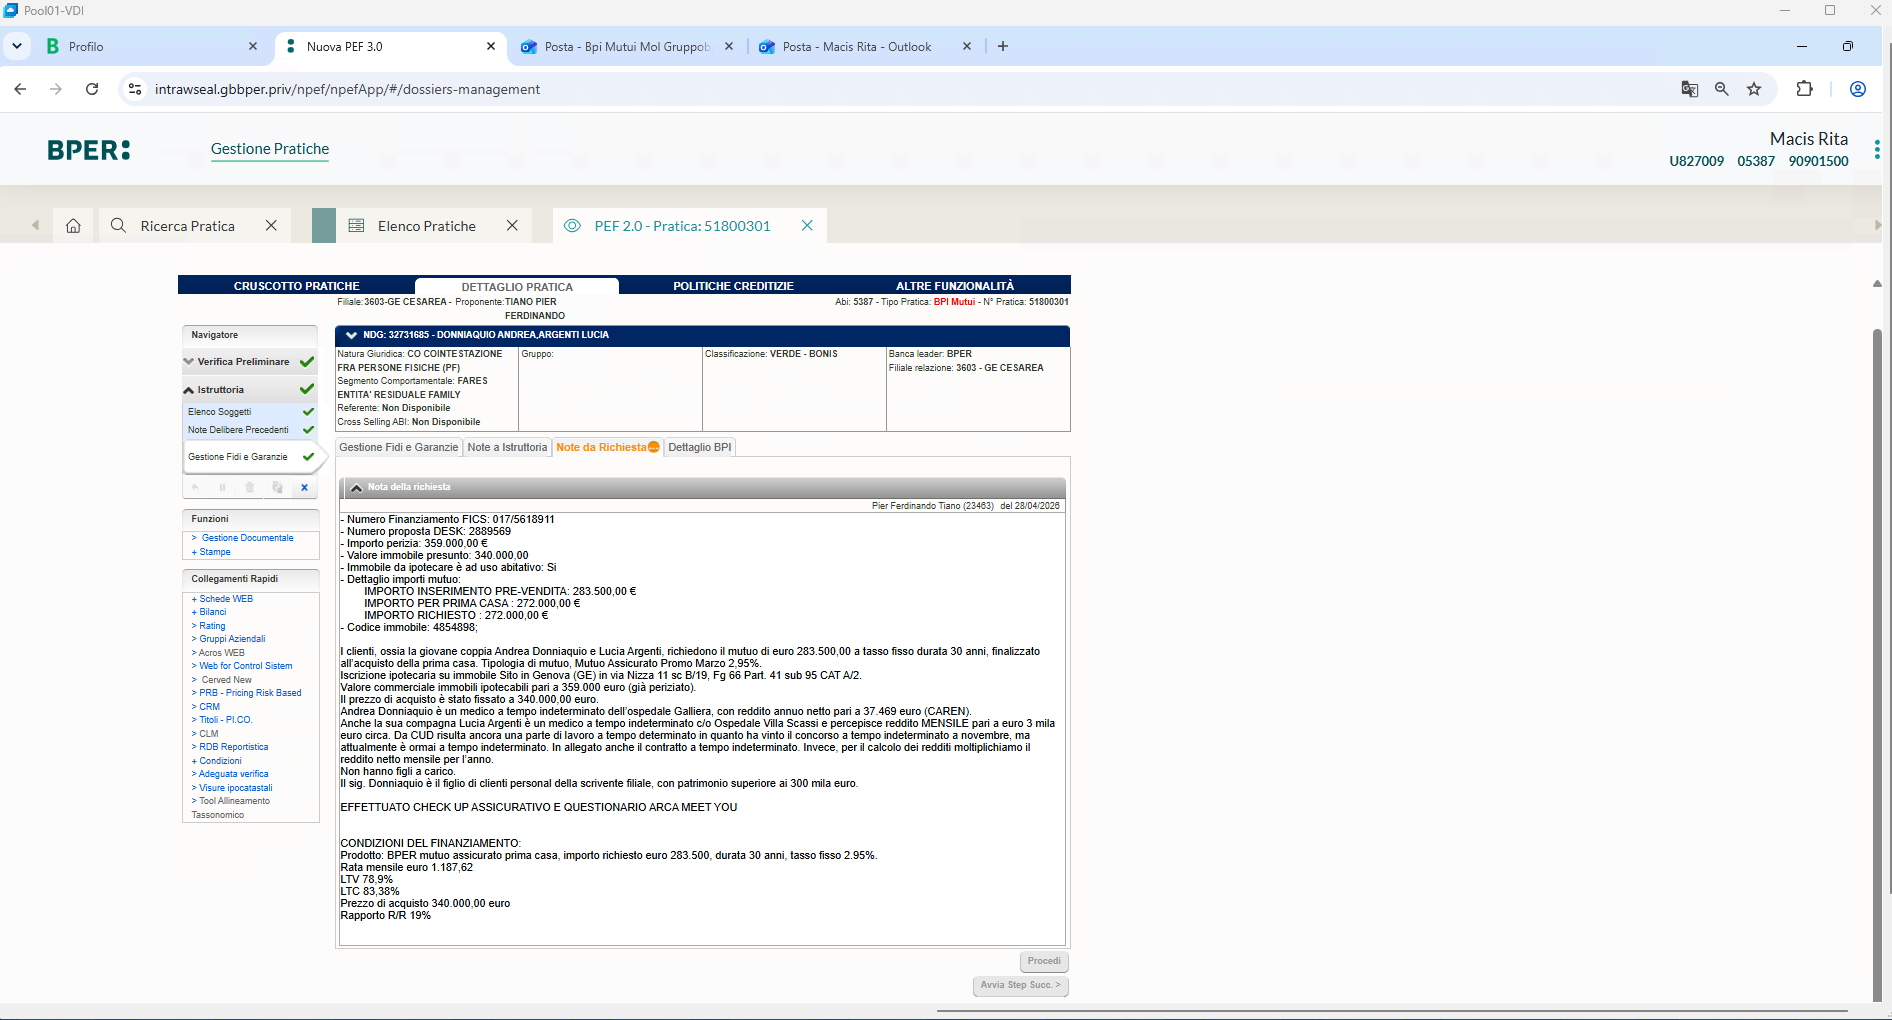 Pool01-VDI
Profilo
Nuova PEF 3.0
Posta - Bpi Mutui Mol Gruppob
Posta - Macis Rita - Outlook
intrawseal.gbbper.priv/npef/npefApp/#/dossiers-management
BPER:
Gestione Pratiche
Macis Rita
U827009 05387 90901500
Ricerca Pratica
Elenco Pratiche
PEF 2.0 - Pratica: 51800301
CRUSCOTTO PRATICHE
DETTAGLIO PRATICA
POLITICHE CREDITIZIE
ALTRE FUNZIONALITÀ
Filiale: 3603-GE CESAREA - Proponente: TIANO PIER FERDINANDO
Abi: 5387 - Tipo Pratica: BPI Mutui - N° Pratica: 51800301
Navigatore
Verifica Preliminare
Istruttoria
Elenco Soggetti
Note Delibere Precedenti
Gestione Fidi e Garanzie
Funzioni
> Gestione Documentale
+ Stampe
Collegamenti Rapidi
+ Schede WEB
+ Bilanci
> Rating
> Gruppi Aziendali
> Acros WEB
> Web for Control Sistem
> Cerved New
> PRB - Pricing Risk Based
> CRM
> Titoli - PI.CO.
> CLM
> RDB Reportistica
+ Condizioni
> Adeguata verifica
> Visure ipocatastali
> Tool Allineamento
Tassonomico
NDG: 32731685 - DONNIAQUIO ANDREA,ARGENTI LUCIA
Natura Giuridica: CO COINTESTAZIONE
FRA PERSONE FISICHE (PF)
Segmento Comportamentale: FARES
ENTITA' RESIDUALE FAMILY
Referente: Non Disponibile
Cross Selling ABI: Non Disponibile
Gruppo:
Classificazione: VERDE - BONIS
Banca leader: BPER
Filiale relazione: 3603 - GE CESAREA
Gestione Fidi e Garanzie
Note a Istruttoria
Note da Richiesta
Dettaglio BPI
Nota della richiesta
Pier Ferdinando Tiano (23463) del 28/04/2026
- Numero Finanziamento FICS: 017/5618911
- Numero proposta DESK: 2889569
- Importo perizia: 359.000,00 €
- Valore immobile presunto: 340.000,00
- Immobile da ipotecare è ad uso abitativo: Si
- Dettaglio importi mutuo:
IMPORTO INSERIMENTO PRE-VENDITA: 283.500,00 €
IMPORTO PER PRIMA CASA : 272.000,00 €
IMPORTO RICHIESTO : 272.000,00 €
- Codice immobile: 4854898;
I clienti, ossia la giovane coppia Andrea Donniaquio e Lucia Argenti, richiedono il mutuo di euro 283.500,00 a tasso fisso durata 30 anni, finalizzato
all'acquisto della prima casa. Tipologia di mutuo, Mutuo Assicurato Promo Marzo 2,95%.
Iscrizione ipotecaria su immobile Sito in Genova (GE) in via Nizza 11 sc B/19, Fg 66 Part. 41 sub 95 CAT A/2.
Valore commerciale immobili ipotecabili pari a 359.000 euro (già periziato).
Il prezzo di acquisto è stato fissato a 340.000,00 euro.
Andrea Donniaquio è un medico a tempo indeterminato dell'ospedale Galliera, con reddito annuo netto pari a 37.469 euro (CAREN).
Anche la sua compagna Lucia Argenti è un medico a tempo indeterminato c/o Ospedale Villa Scassi e percepisce reddito MENSILE pari a euro 3 mila
euro circa. Da CUD risulta ancora una parte di lavoro a tempo determinato in quanto ha vinto il concorso a tempo indeterminato a novembre, ma
attualmente è ormai a tempo indeterminato. In allegato anche il contratto a tempo indeterminato. Invece, per il calcolo dei redditi moltiplichiamo il
reddito netto mensile per l'anno.
Non hanno figli a carico.
Il sig. Donniaquio è il figlio di clienti personal della scrivente filiale, con patrimonio superiore ai 300 mila euro.
EFFETTUATO CHECK UP ASSICURATIVO E QUESTIONARIO ARCA MEET YOU
CONDIZIONI DEL FINANZIAMENTO:
Prodotto: BPER mutuo assicurato prima casa, importo richiesto euro 283.500, durata 30 anni, tasso fisso 2.95%.
Rata mensile euro 1.187,62
LTV 78,9%
LTC 83,38%
Prezzo di acquisto 340.000,00 euro
Rapporto R/R 19%
Procedi
Avvia Step Succ. >